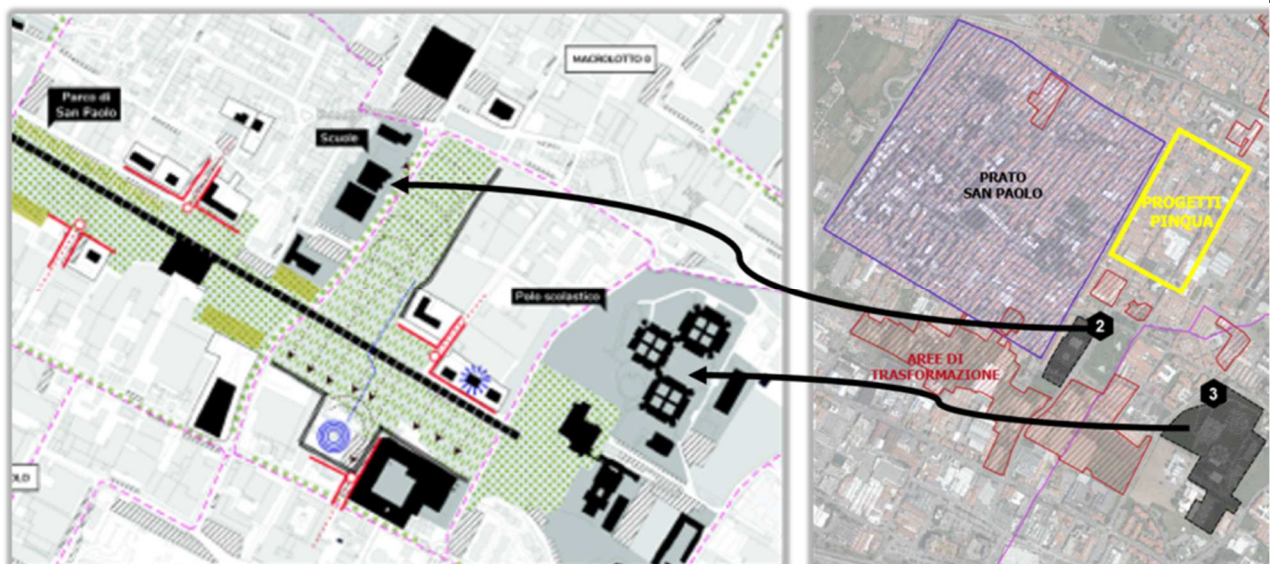 MACROLOTTO 0
Parco di
San Paolo
Scuole
Polo scolastico
OLO
PRATO
SAN PAOLO
PROGETTI
PINQUA
2
AREE DI
TRASFORMAZIONE
3